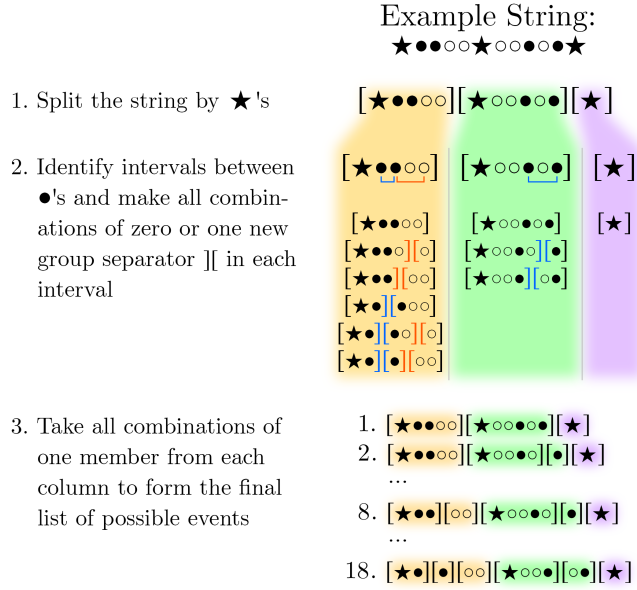 Example String:
★●●○○★○○●○●★
1. Split the string by ★'s
[★●●○○][★○○●○●][★]
2. Identify intervals between
●'s and make all combin-
ations of zero or one new
group separator ][ in each
interval
[★●●○○] [★○○●○●] [★]
[★●●○○] [★○○●○●] [★]
[★●●○][○] [★○○●○][●]
[★●●][○○] [★○○●][○●]
[★●][●○○]
[★●][●○][○]
[★●][●][○○]
3. Take all combinations of
one member from each
column to form the final
list of possible events
1. [★●●○○][★○○●○●][★]
2. [★●●○○][★○○●○][●][★]
...
8. [★●●][○○][★○○●○][●][★]
...
18. [★●][●][○○][★○○●][○●][★]